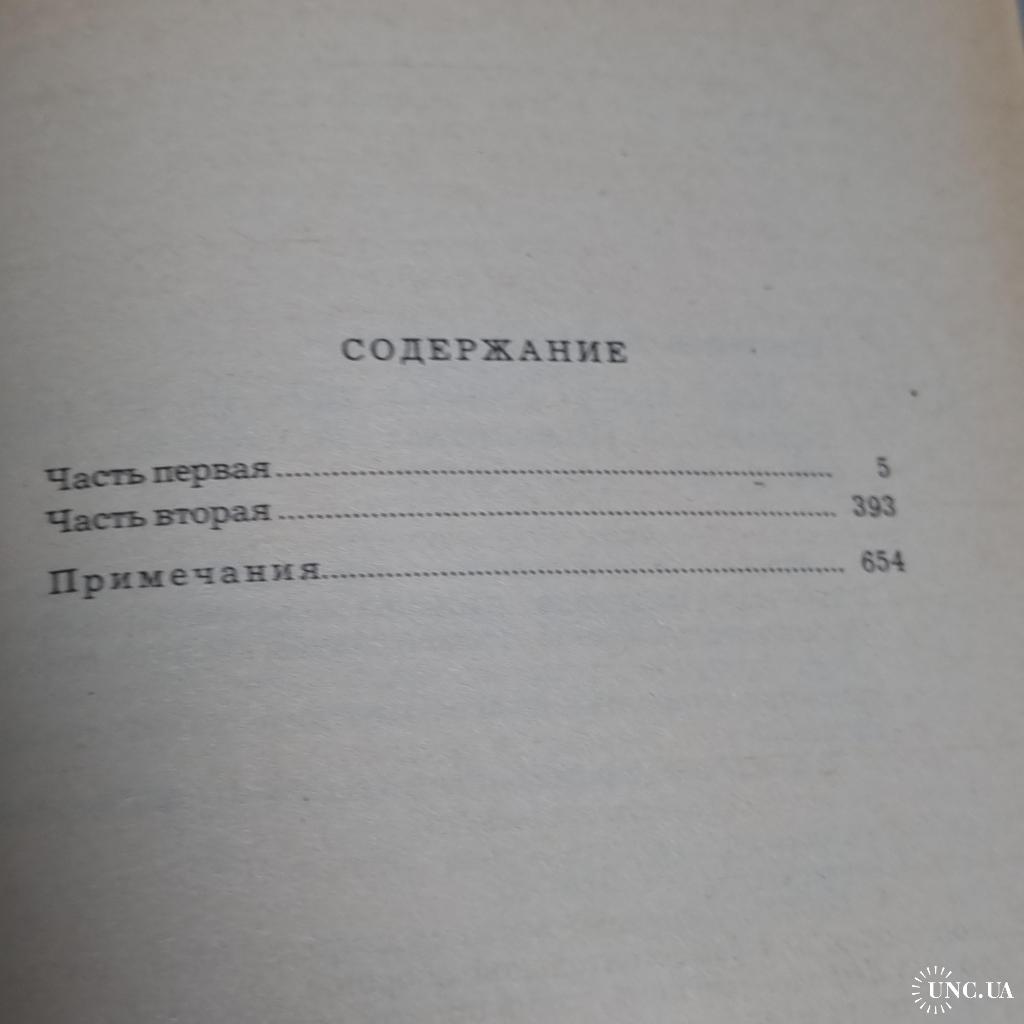 СОДЕРЖАНИЕ
Часть первая........................................................................ 5
Часть вторая........................................................................ 393
Примечания.................................................................... 654
UNC.UA